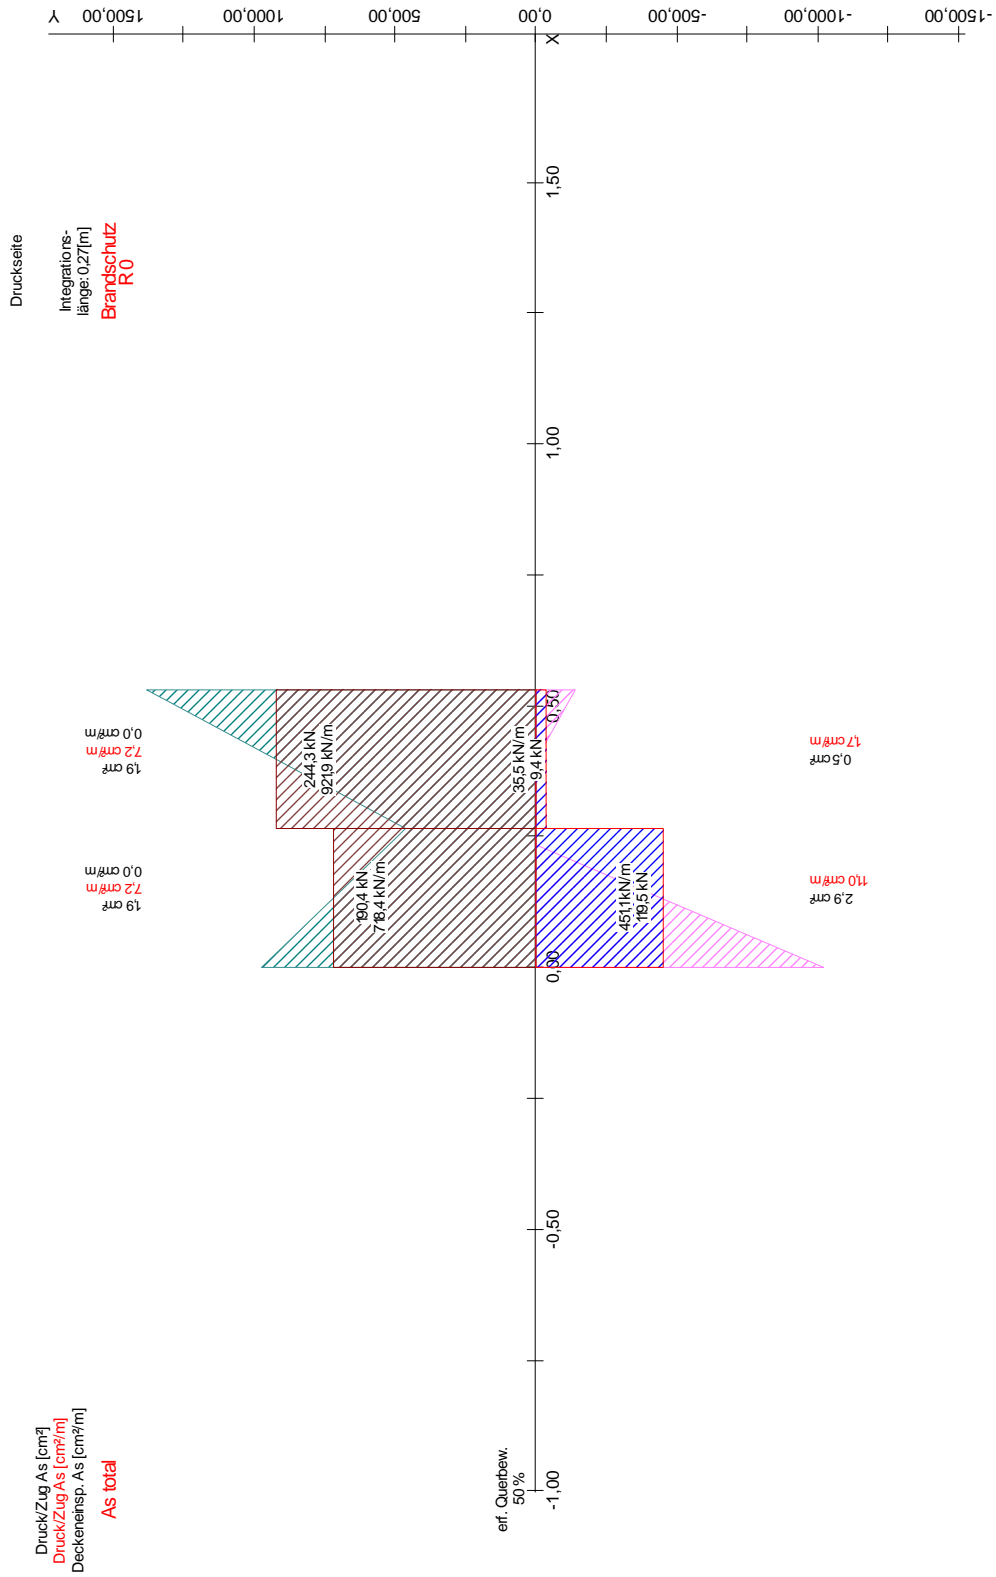 Druckseite
Integrations-
länge: 0,27[m]
Brandschutz
R 0
Y
1500,00
1000,00
500,00
0,00
-500,00
-1000,00
-1500,00
X
1,50
1,00
0,50
0,00
-0,50
-1,00
0,0 cm²/m
7,2 cm²/m
1,9 cm²
0,0 cm²/m
7,2 cm²/m
1,9 cm²
244,3 kN
921,9 kN/m
190,4 kN
718,4 kN/m
35,5 kN/m
9,4 kN
451,1 kN/m
119,5 kN
1,7 cm²/m
0,5 cm²
11,0 cm²/m
2,9 cm²
Druck/Zug As [cm²]
Druck/Zug As [cm²/m]
Deckeneinsp. As [cm²/m]
As total
erf. Querbew.
50 %